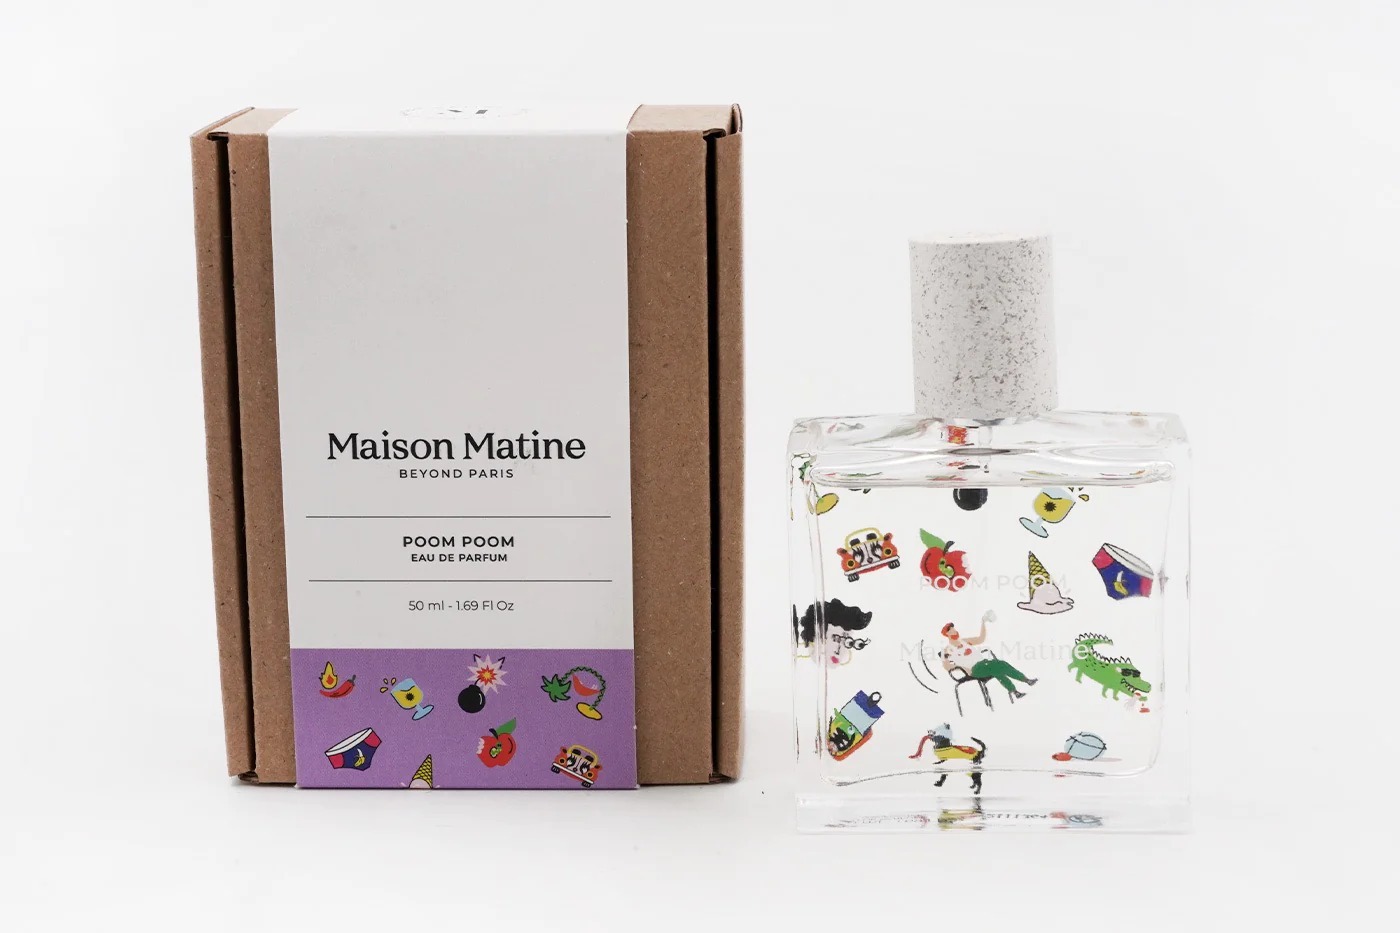 Maison Matine
BEYOND PARIS
POOM POOM
EAU DE PARFUM
50 ml - 1.69 Fl Oz
POOM POOM
Maison Matine